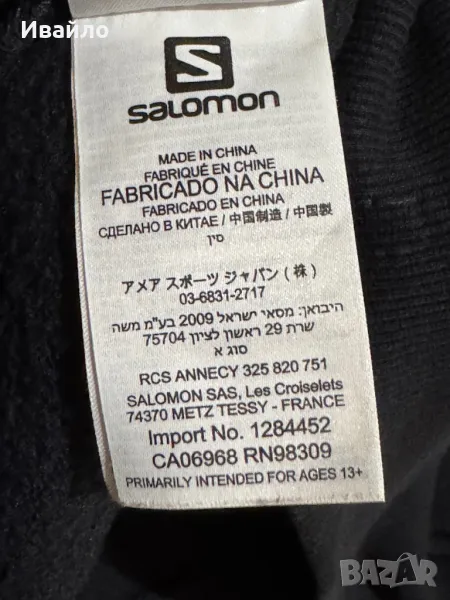 Ивайло
S
salomon
MADE IN CHINA
FABRIQUÉ EN CHINE
FABRICADO NA CHINA
FABRICADO EN CHINA
СДЕЛАНО В КИТАЕ / 中国制造 / 中国製
סין
アメア スポーツ ジャパン (株)
03-6831-2717
היבואן: מסאי ישראל 2009 בע"מ משה
שרת 29 ראשון לציון 75704
סוג א
RCS ANNECY 325 820 751
SALOMON SAS, Les Croiselets
74370 METZ TESSY - FRANCE
Import No. 1284452
CA06968 RN98309
PRIMARILY INTENDED FOR AGES 13+
BAZAR